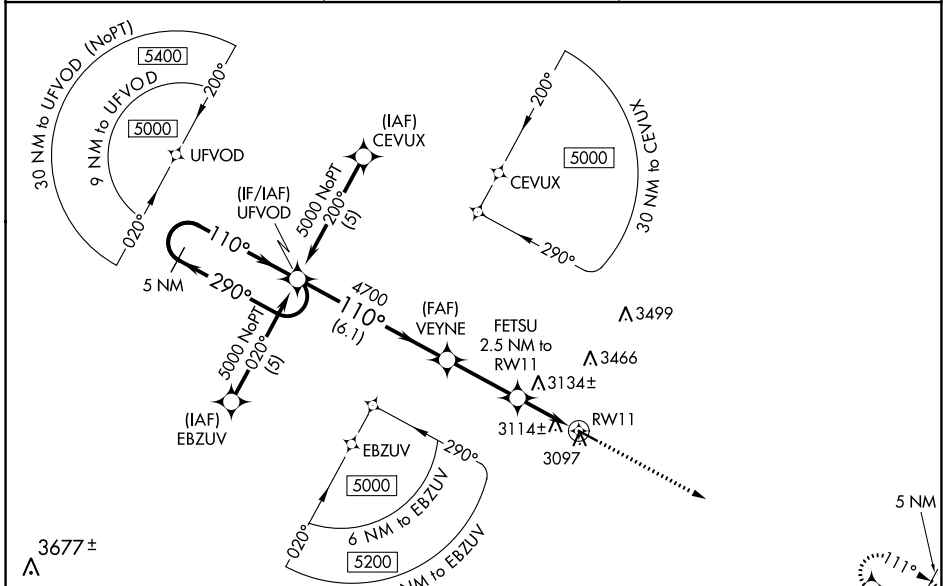 30 NM to UFVOD (NoPT)
5400
9 NM to UFVOD
5000
200°
UFVOD
020°
(IAF)
CEVUX
5000 NoPT
200°
(5)
(IF/IAF)
UFVOD
110°
290°
5 NM
5000 NoPT
020°
(5)
(IAF)
EBZUV
200°
CEVUX
5000
30 NM to CEVUX
290°
4700
110°
(6.1)
(FAF)
VEYNE
FETSU
2.5 NM to
RW11
3499
3466
3134±
3114±
RW11
3097
EBZUV
290°
5000
020°
6 NM to EBZUV
5200
NM to EBZUV
3677±
5 NM
111°